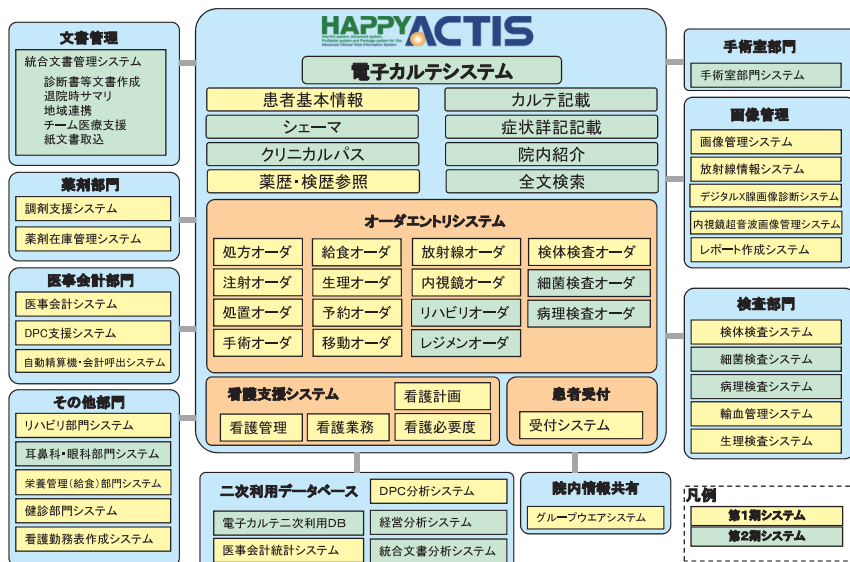 文書管理
統合文書管理システム
診断書等文書作成
退院時サマリ
地域連携
チーム医療支援
紙文書取込
薬剤部門
調剤支援システム
薬剤在庫管理システム
医事会計部門
医事会計システム
DPC支援システム
自動精算機・会計呼出システム
その他部門
リハビリ部門システム
耳鼻科・眼科部門システム
栄養管理(給食)部門システム
健診部門システム
看護勤務表作成システム
HAPPY ACTIS
Advanced Clinical Total Information System
電子カルテシステム
患者基本情報
カルテ記載
シェーマ
症状詳記記載
クリニカルパス
院内紹介
薬歴・検歴参照
全文検索
オーダエントリシステム
処方オーダ
給食オーダ
放射線オーダ
検体検査オーダ
注射オーダ
生理オーダ
内視鏡オーダ
細菌検査オーダ
処置オーダ
予約オーダ
リハビリオーダ
病理検査オーダ
手術オーダ
移動オーダ
レジメンオーダ
看護支援システム
看護計画
看護管理
看護業務
看護必要度
患者受付
受付システム
二次利用データベース
DPC分析システム
電子カルテ二次利用DB
経営分析システム
医事会計統計システム
統合文書分析システム
院内情報共有
グループウエアシステム
手術室部門
手術室部門システム
画像管理
画像管理システム
放射線情報システム
デジタルX腺画像診断システム
内視鏡超音波画像管理システム
レポート作成システム
検査部門
検体検査システム
細菌検査システム
病理検査システム
輸血管理システム
生理検査システム
凡例
第1期システム
第2期システム